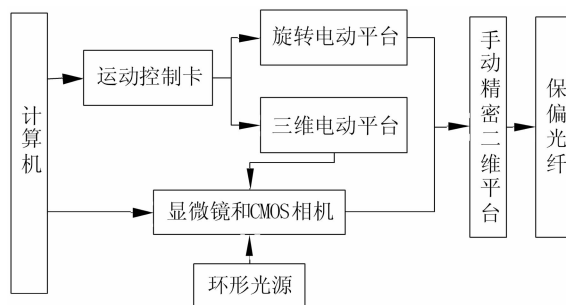 计算机
运动控制卡
旋转电动平台
三维电动平台
显微镜和CMOS相机
环形光源
手动精密二维平台
保偏光纤